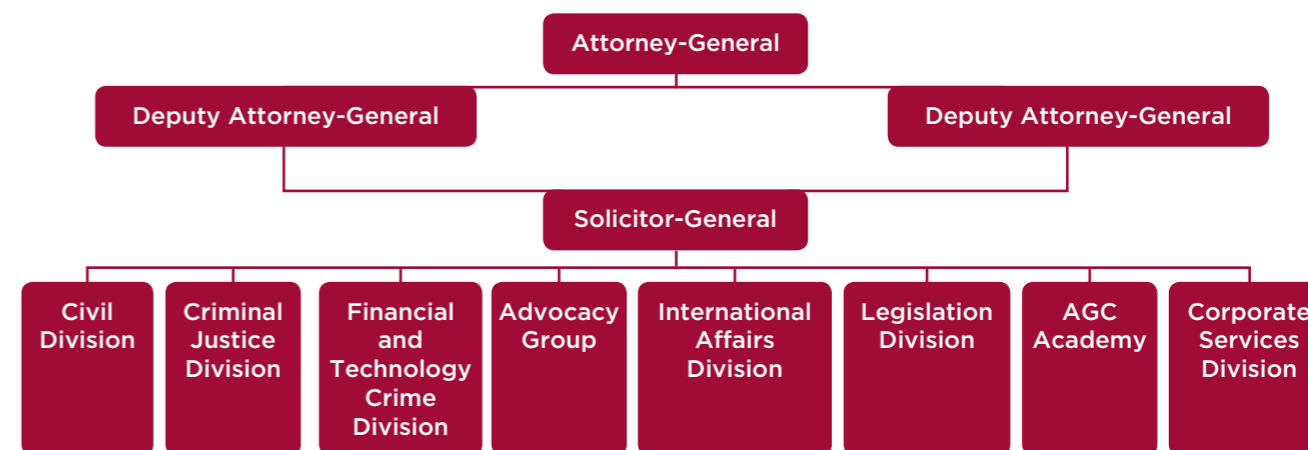 Attorney-General
Deputy Attorney-General
Deputy Attorney-General
Solicitor-General
Civil
Division
Criminal
Justice
Division
Financial
and
Technology
Crime
Division
Advocacy
Group
International
Affairs
Division
Legislation
Division
AGC
Academy
Corporate
Services
Division